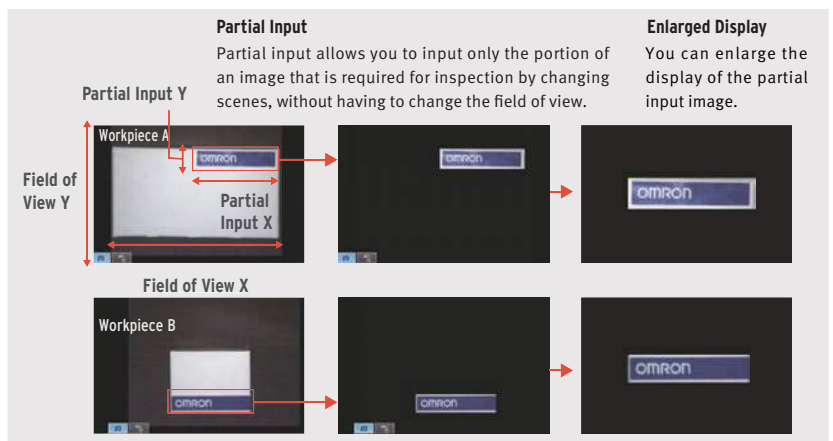 Partial Input
Partial input allows you to input only the portion of
an image that is required for inspection by changing
scenes, without having to change the field of view.
Enlarged Display
You can enlarge the
display of the partial
input image.
Partial Input Y
Workpiece A
OMRON
OMRON
OMRON
Field of
View Y
Partial
Input X
Field of View X
Workpiece B
OMRON
OMRON
OMRON